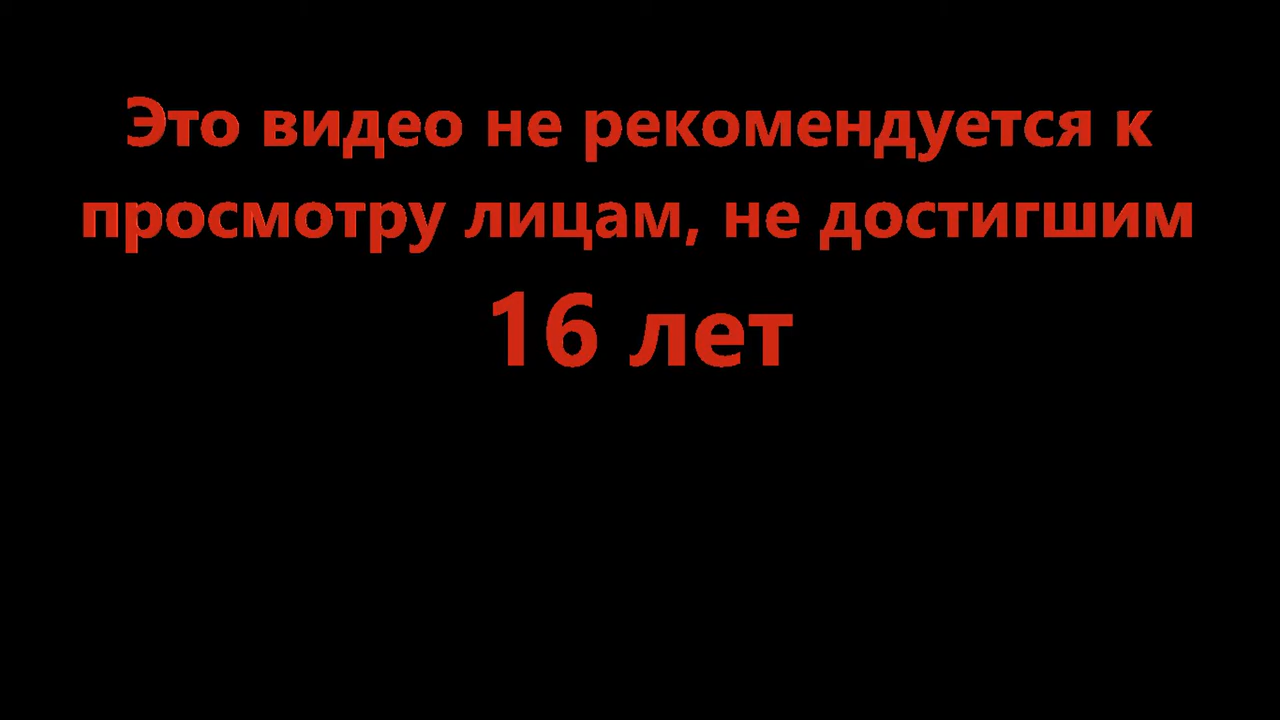 Это видео не рекомендуется к
просмотру лицам, не достигшим
16 лет